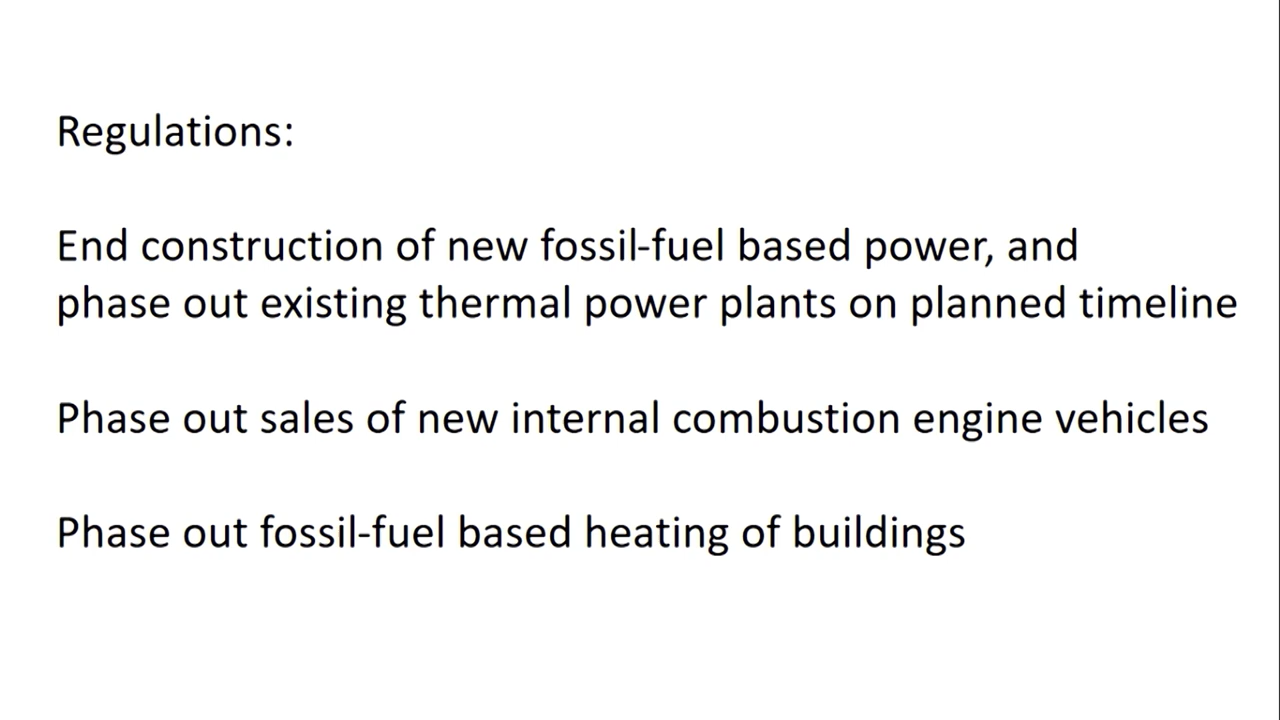 Regulations:
End construction of new fossil-fuel based power, and
phase out existing thermal power plants on planned timeline
Phase out sales of new internal combustion engine vehicles
Phase out fossil-fuel based heating of buildings